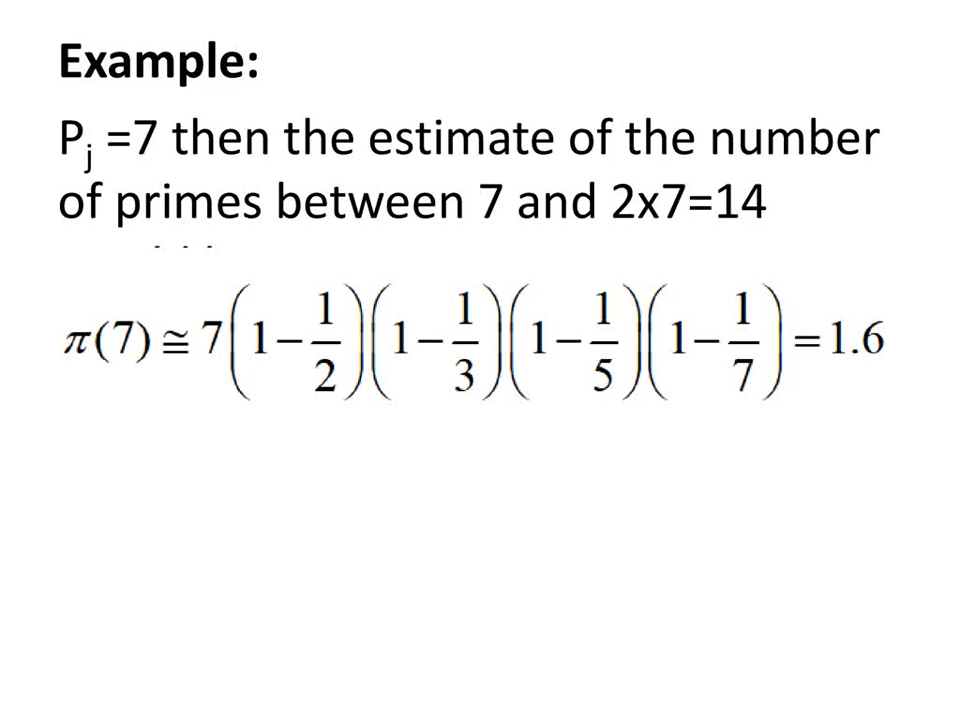 Example:
Pj =7 then the estimate of the number
of primes between 7 and 2x7=14
π(7) ≅ 7(1−1/2)(1−1/3)(1−1/5)(1−1/7) = 1.6